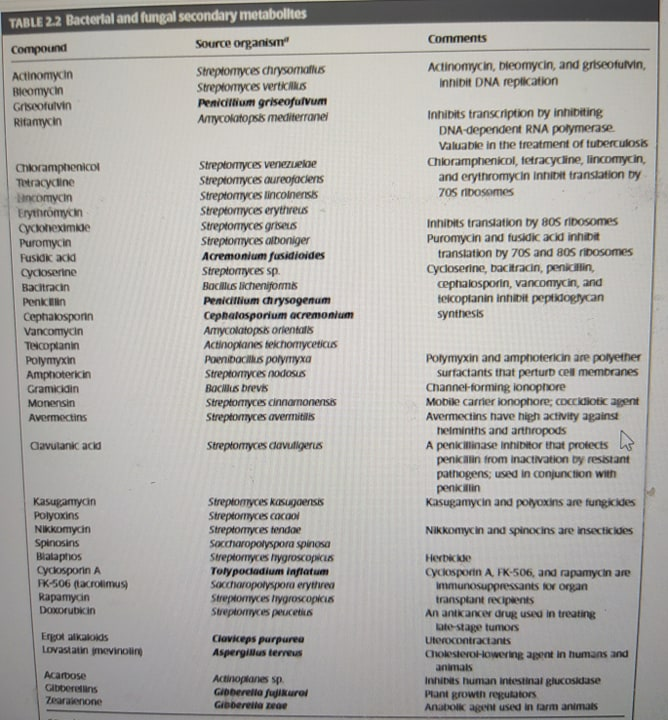 TABLE 2.2 Bacterial and fungal secondary metabolites
Compound Source organismᵃ Comments
Actinomycin Streptomyces chrysomallus Actinomycin, bleomycin, and griseofulvin,
Bleomycin Streptomyces verticillus inhibit DNA replication
Griseofulvin Penicillium griseofulvum
Rifamycin Amycolatopsis mediterranei Inhibits transcription by inhibiting
DNA-dependent RNA polymerase.
Valuable in the treatment of tuberculosis
Chloramphenicol Streptomyces venezuelae Chloramphenicol, tetracycline, lincomycin,
Tetracycline Streptomyces aureofaciens and erythromycin inhibit translation by
Lincomycin Streptomyces lincolnensis 70S ribosomes
Erythromycin Streptomyces erythreus
Cycloheximide Streptomyces griseus Inhibits translation by 80S ribosomes
Puromycin Streptomyces alboniger Puromycin and fusidic acid inhibit
Fusidic acid Acremonium fusidioides translation by 70S and 80S ribosomes
Cycloserine Streptomyces sp. Cycloserine, bacitracin, penicillin,
Bacitracin Bacillus licheniformis cephalosporin, vancomycin, and
Penicillin Penicillium chrysogenum teicoplanin inhibit peptidoglycan
Cephalosporin Cephalosporium acremonium synthesis
Vancomycin Amycolatopsis orientalis
Teicoplanin Actinoplanes teichomyceticus
Polymyxin Paenibacillus polymyxa Polymyxin and amphotericin are polyether
Amphotericin Streptomyces nodosus surfactants that perturb cell membranes
Gramicidin Bacillus brevis Channel-forming ionophore
Monensin Streptomyces cinnamonensis Mobile carrier ionophore; coccidiotic agent
Avermectins Streptomyces avermitilis Avermectins have high activity against
helminths and arthropods
Clavulanic acid Streptomyces clavuligerus A penicillinase inhibitor that protects
penicillin from inactivation by resistant
pathogens; used in conjunction with
penicillin
Kasugamycin Streptomyces kasugaensis Kasugamycin and polyoxins are fungicides
Polyoxins Streptomyces cacaoi
Nikkomycin Streptomyces tendae Nikkomycin and spinocins are insecticides
Spinosins Saccharopolyspora spinosa
Bialaphos Streptomyces hygroscopicus Herbicide
Cyclosporin A Tolypocladium inflatum Cyclosporin A, FK-506, and rapamycin are
FK-506 (tacrolimus) Saccharopolyspora erythrea immunosuppressants for organ
Rapamycin Streptomyces hygroscopicus transplant recipients
Doxorubicin Streptomyces peucetius An anticancer drug used in treating
late-stage tumors
Ergot alkaloids Claviceps purpurea Uterocontractants
Lovastatin (mevinolin) Aspergillus terreus Cholesterol-lowering agent in humans and
animals
Acarbose Actinoplanes sp. Inhibits human intestinal glucosidase
Gibberellins Gibberella fujikuroi Plant growth regulators
Zearalenone Gibberella zeae Anabolic agent used in farm animals